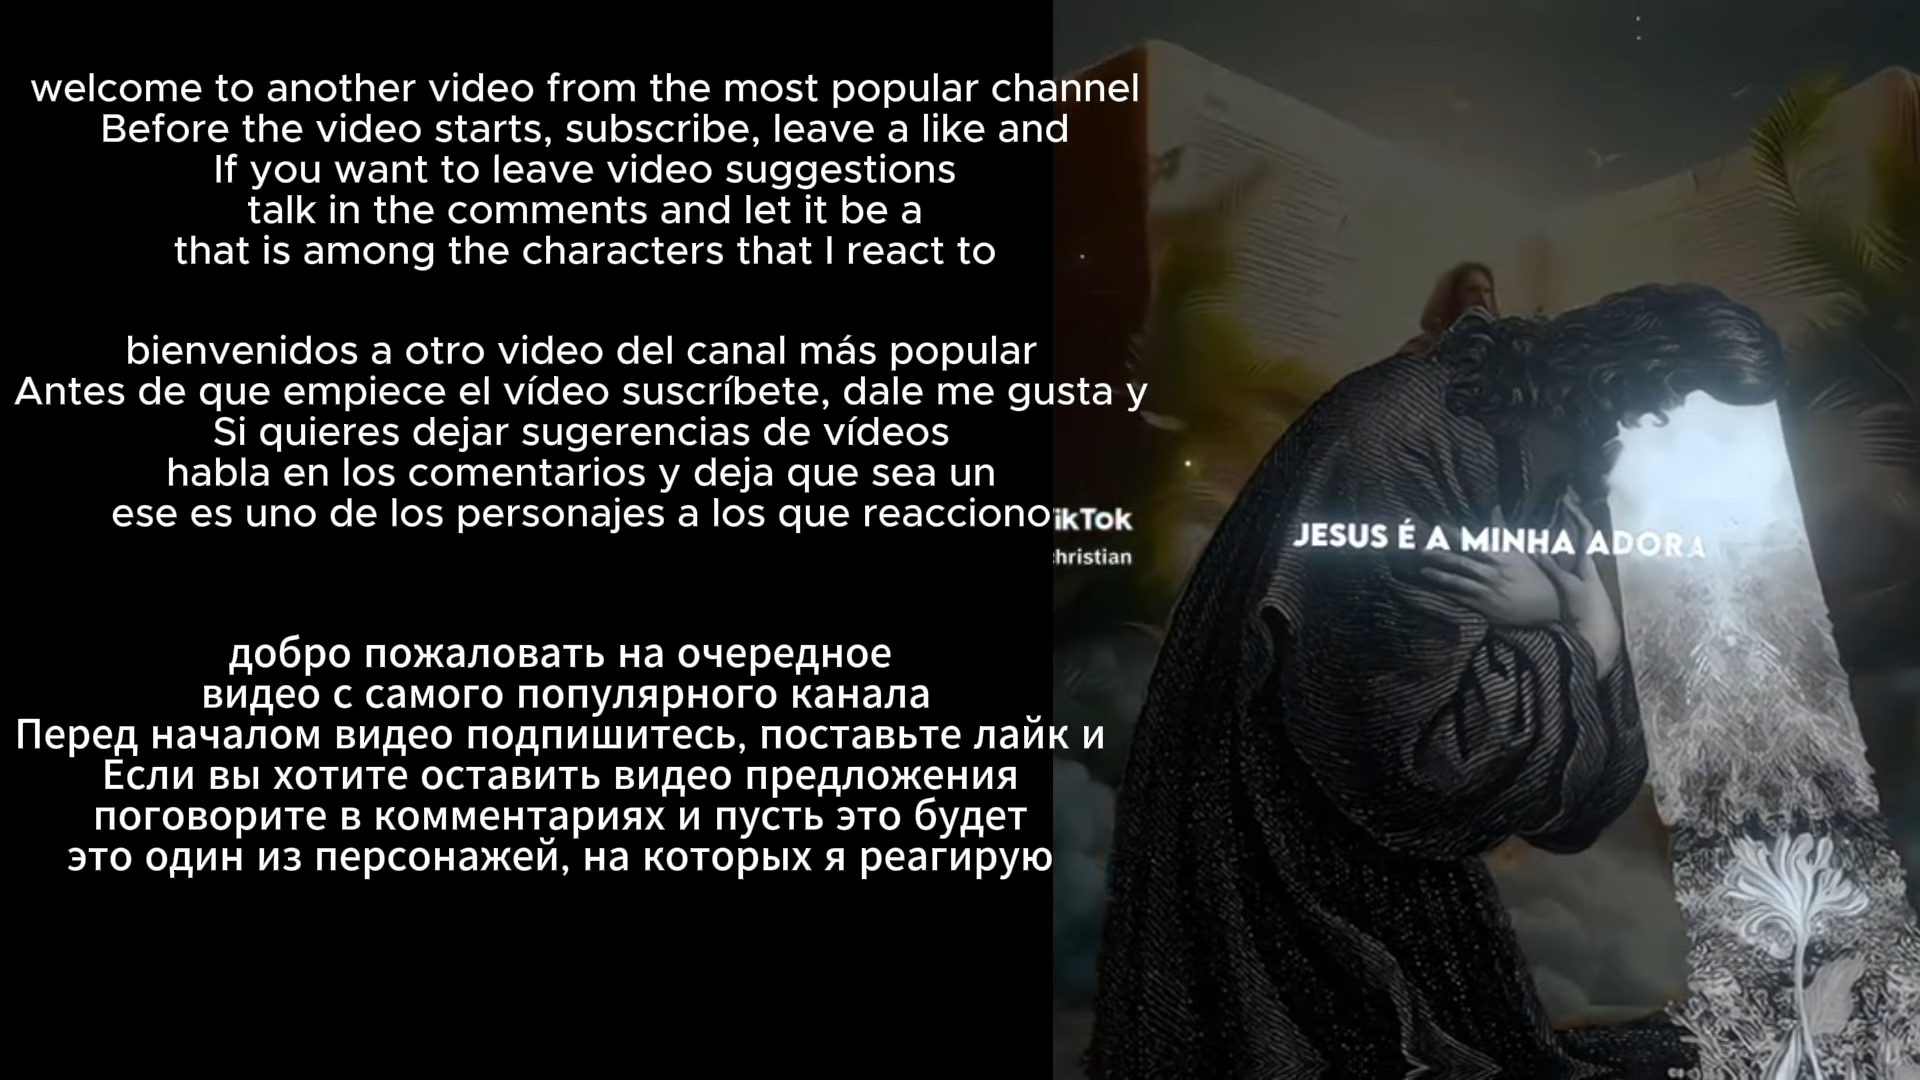 welcome to another video from the most popular channel
Before the video starts, subscribe, leave a like and
If you want to leave video suggestions
talk in the comments and let it be a
that is among the characters that I react to
bienvenidos a otro video del canal más popular
Antes de que empiece el vídeo suscríbete, dale me gusta y
Si quieres dejar sugerencias de vídeos
habla en los comentarios y deja que sea un
ese es uno de los personajes a los que reacciono
ikTok
christian
JESUS É A MINHA ADORA
добро пожаловать на очередное
видео с самого популярного канала
Перед началом видео подпишитесь, поставьте лайк и
Если вы хотите оставить видео предложения
поговорите в комментариях и пусть это будет
это один из персонажей, на которых я реагирую